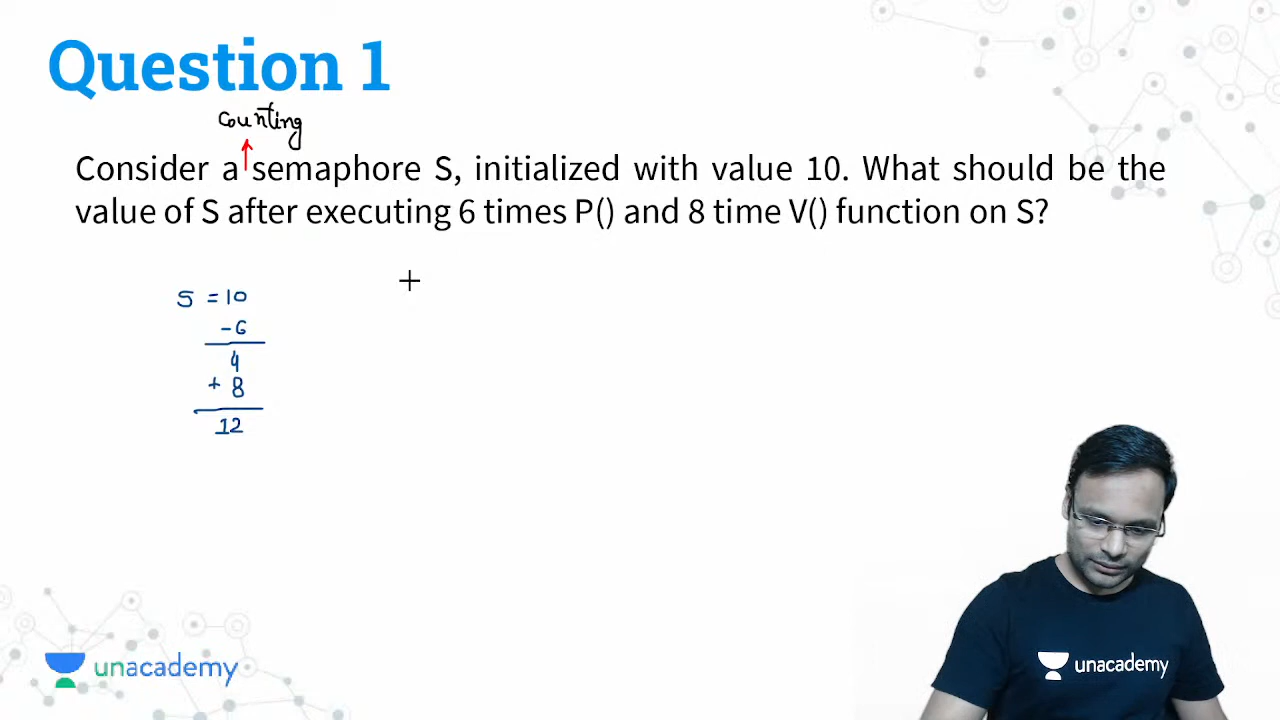 Question 1
counting
Consider a semaphore S, initialized with value 10. What should be the
value of S after executing 6 times P() and 8 time V() function on S?
+
S = 10
- 6
4
+ 8
12
unacademy
unacademy